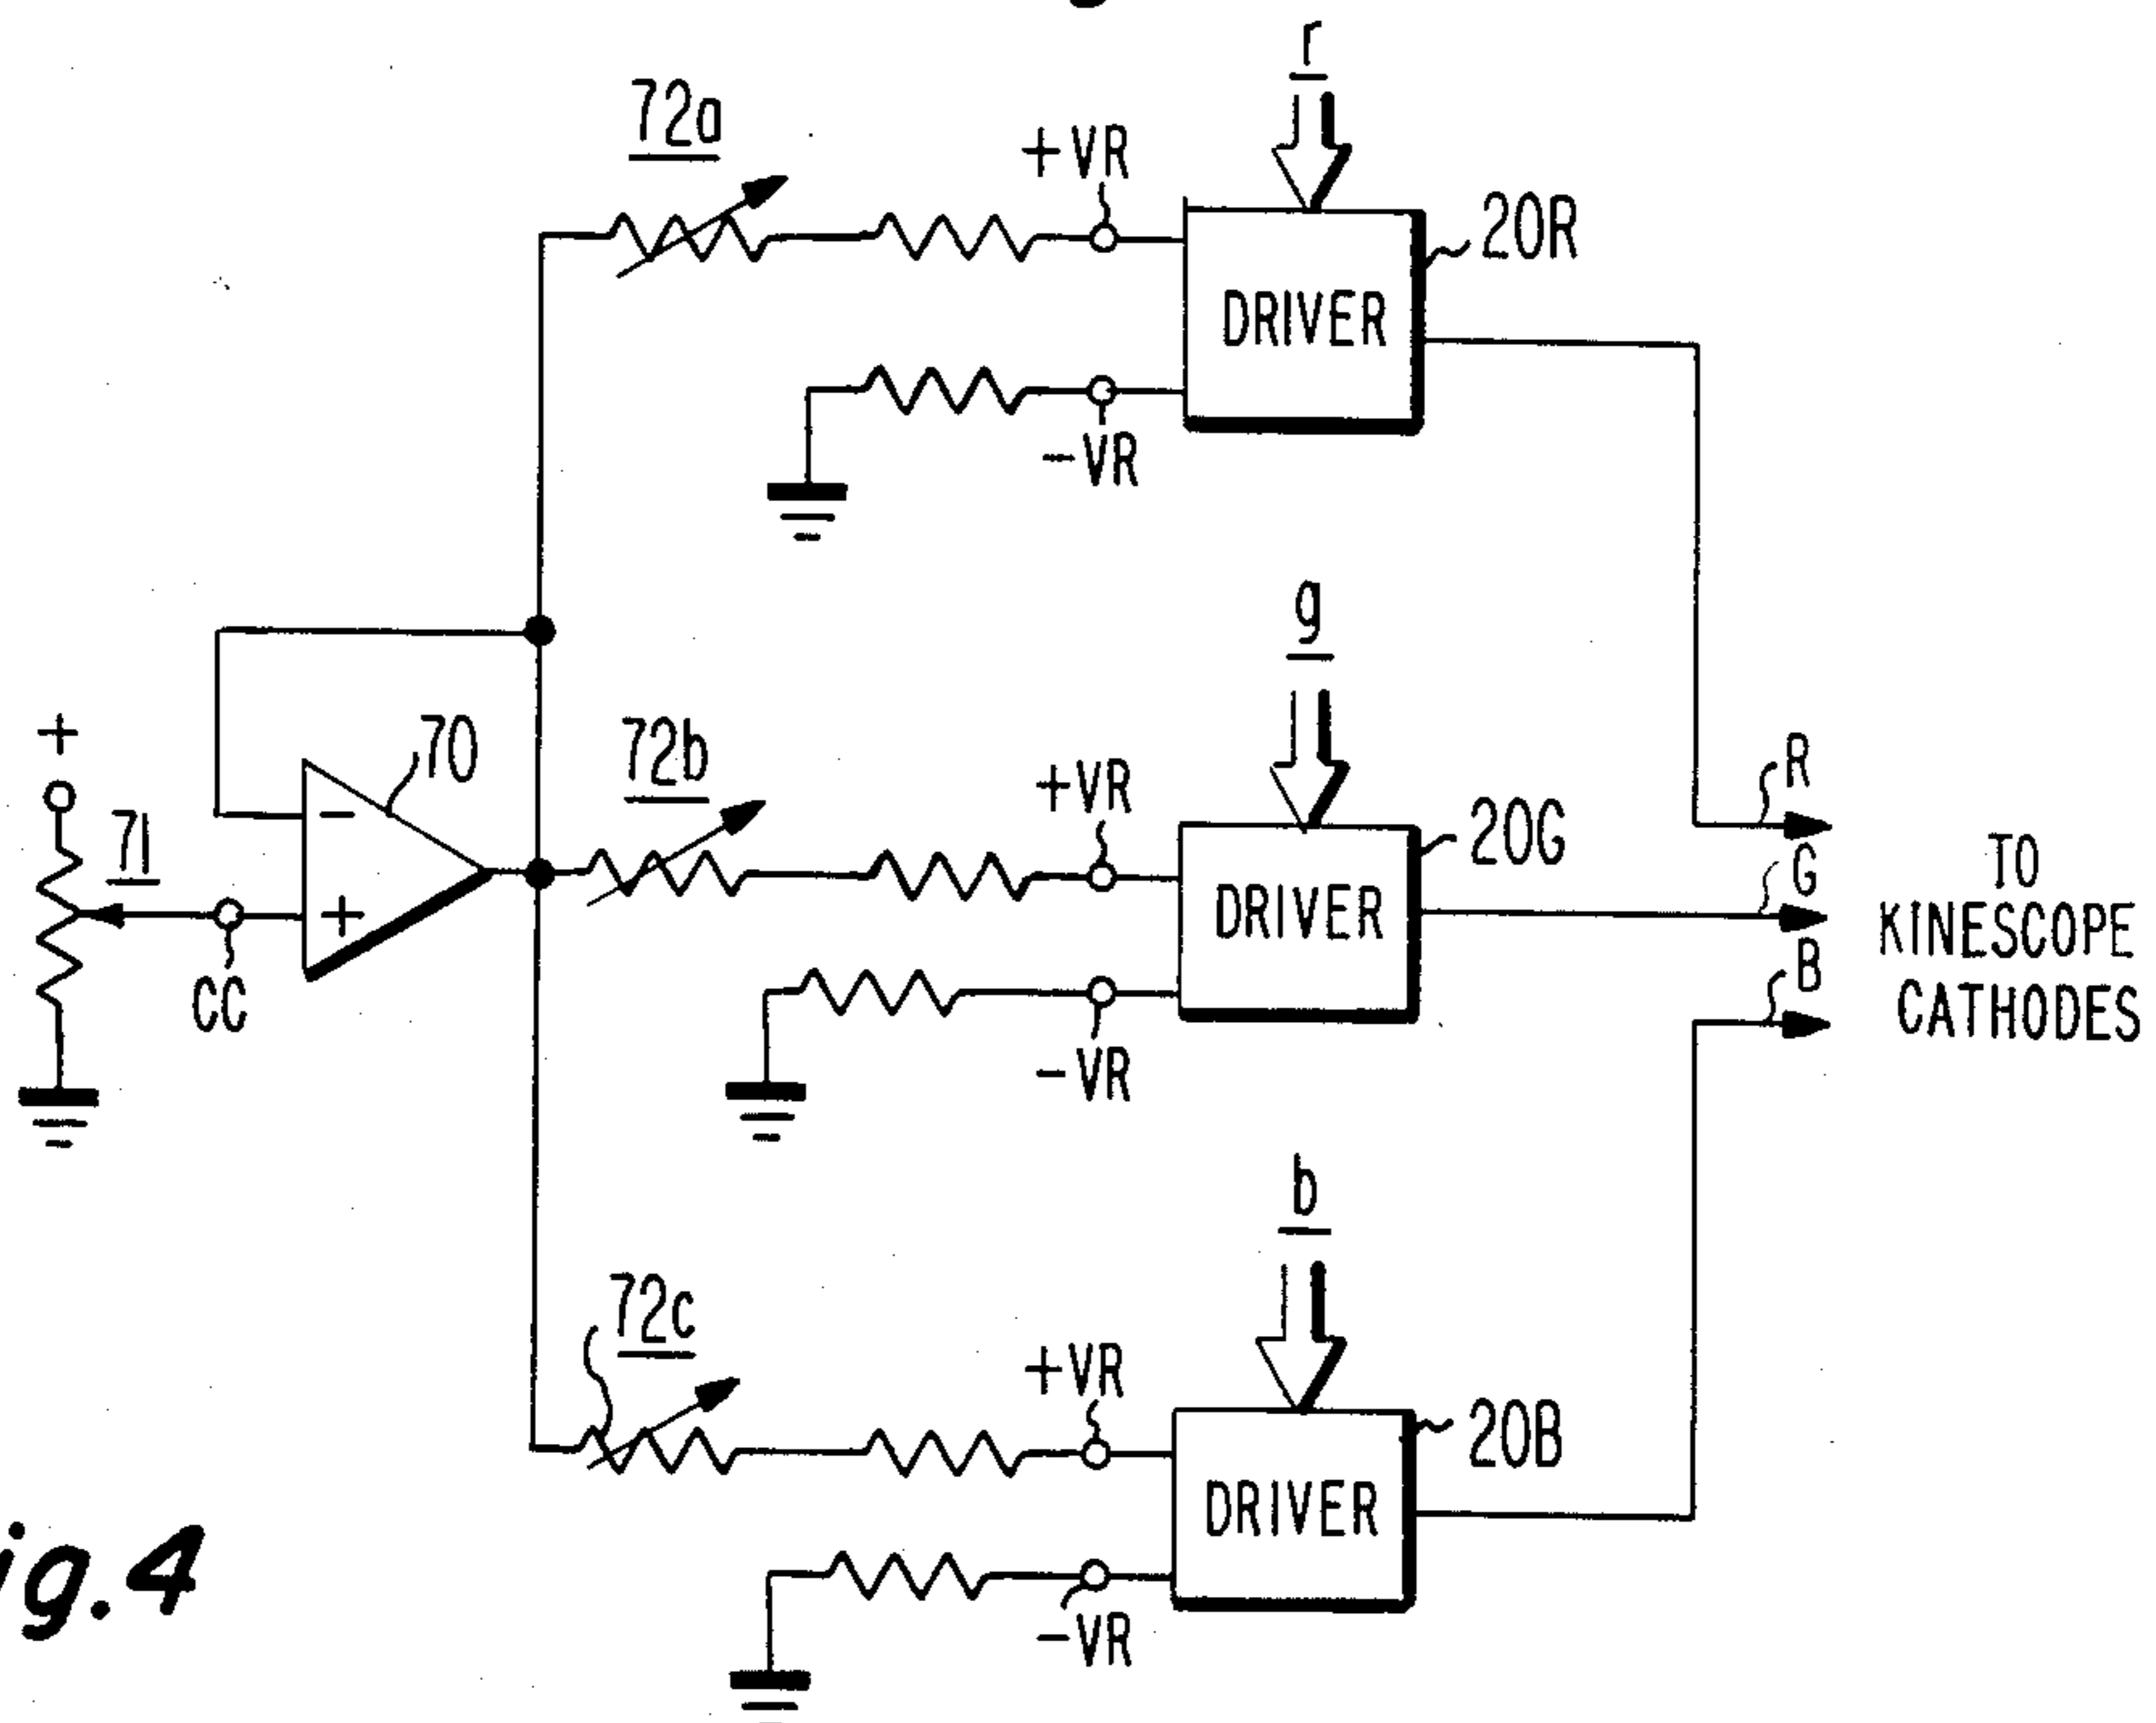 r
72a
+VR
20R
DRIVER
-VR
g
+
70
72b
+VR
R
71
20G
G
TO
DRIVER
KINESCOPE
-
+
B
CC
CATHODES
-VR
b
72c
+VR
20B
DRIVER
ig.4
-VR